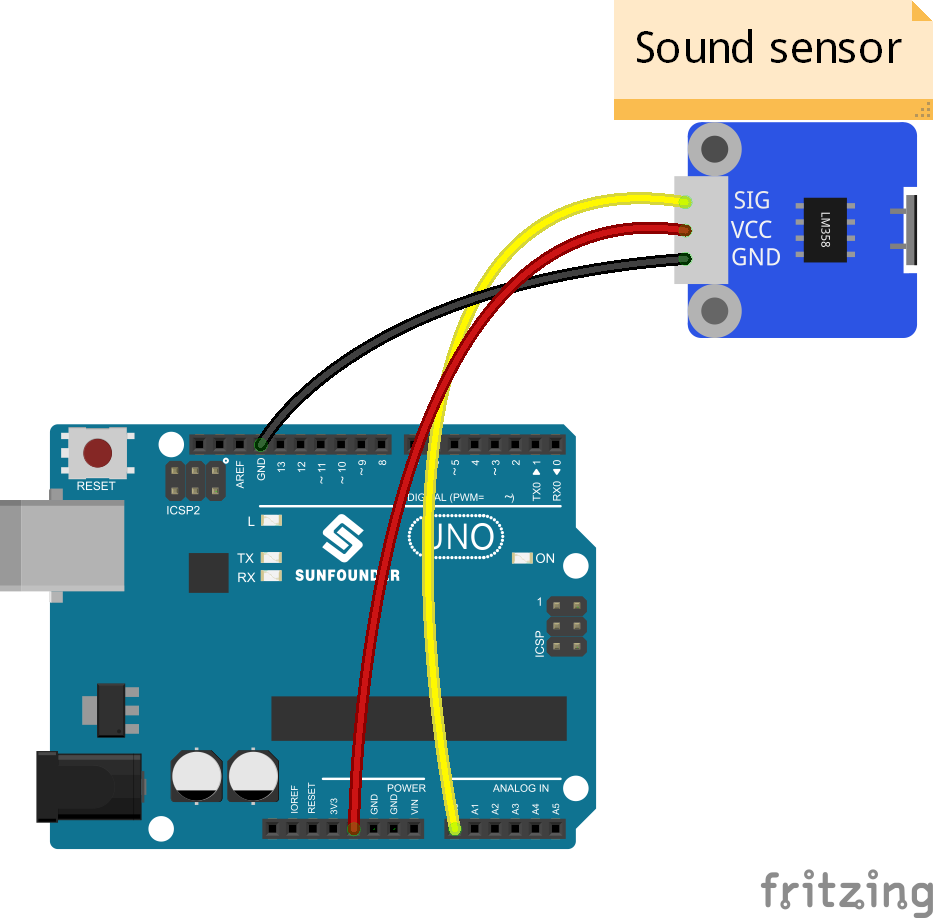 Sound sensor
SIG
VCC
GND
LM358
RESET
ICSP2
AREF
GND
13
12
~11
~10
~9
8
~5
4
~3
2
TX0 ▶ 1
RX0 ◀ 0
DIGITAL (PWM= ~)
L
TX
RX
SUNFOUNDER
UNO
ON
1
ICSP
IOREF
RESET
3V3
GND
GND
VIN
POWER
ANALOG IN
A1
A2
A3
A4
A5
fritzing